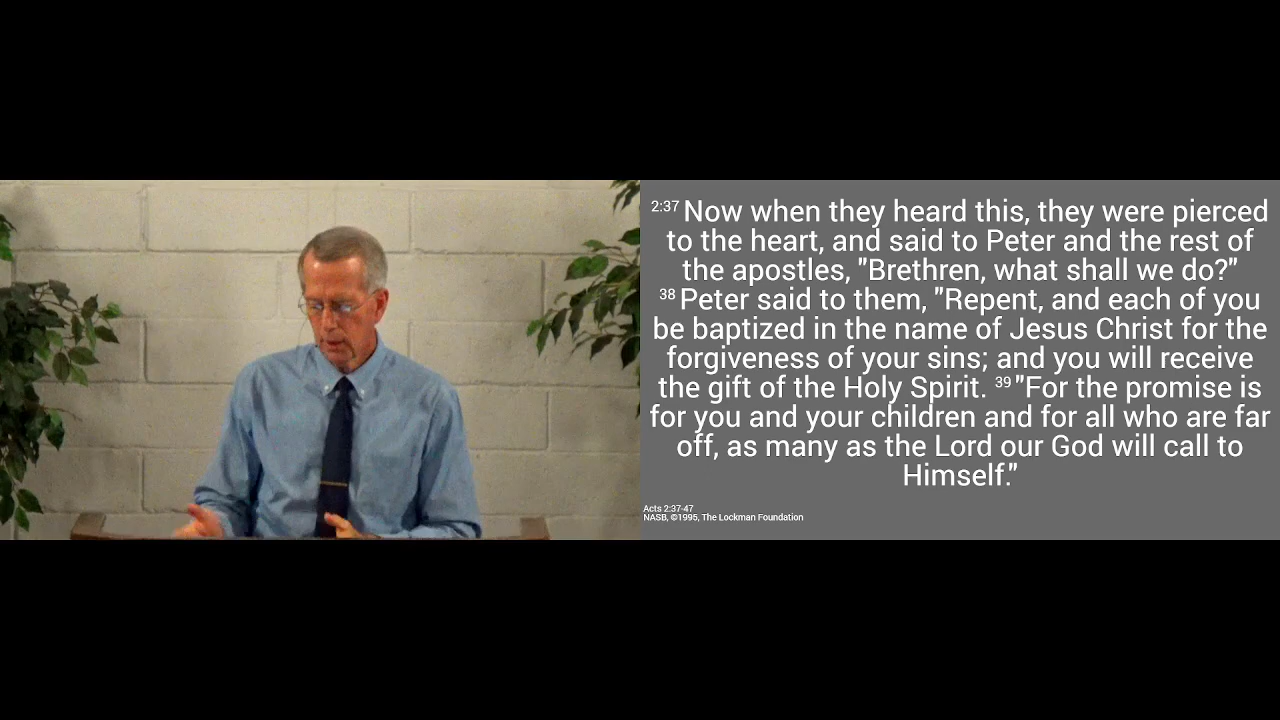 2:37 Now when they heard this, they were pierced
to the heart, and said to Peter and the rest of
the apostles, "Brethren, what shall we do?"
38 Peter said to them, "Repent, and each of you
be baptized in the name of Jesus Christ for the
forgiveness of your sins; and you will receive
the gift of the Holy Spirit. 39 "For the promise is
for you and your children and for all who are far
off, as many as the Lord our God will call to
Himself."
Acts 2:37-47
NASB, ©1995, The Lockman Foundation